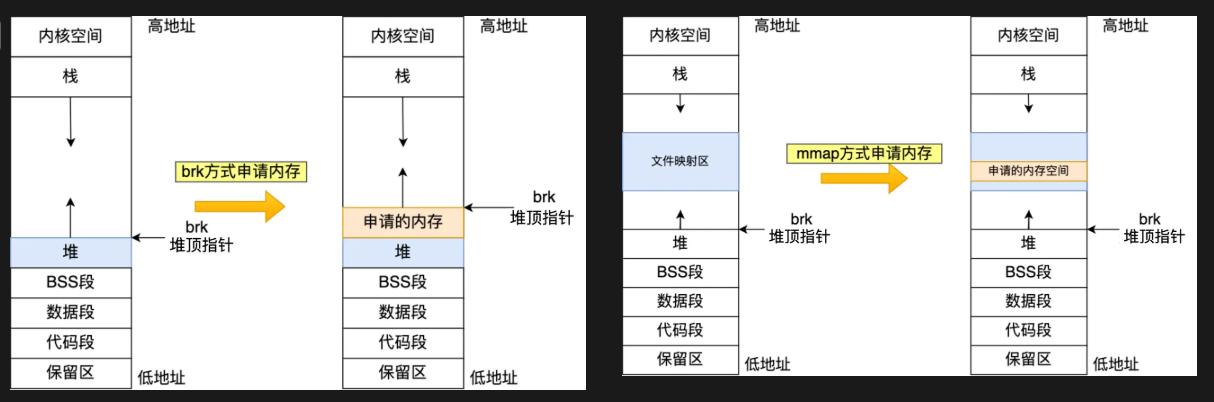 高地址
内核空间
栈
brk方式申请内存
brk
堆顶指针
堆
BSS段
数据段
代码段
保留区
低地址
高地址
内核空间
栈
brk
堆顶指针
申请的内存
堆
BSS段
数据段
代码段
保留区
低地址
高地址
内核空间
栈
文件映射区
mmap方式申请内存
brk
堆顶指针
堆
BSS段
数据段
代码段
保留区
低地址
高地址
内核空间
栈
申请的内存空间
brk
堆顶指针
堆
BSS段
数据段
代码段
保留区